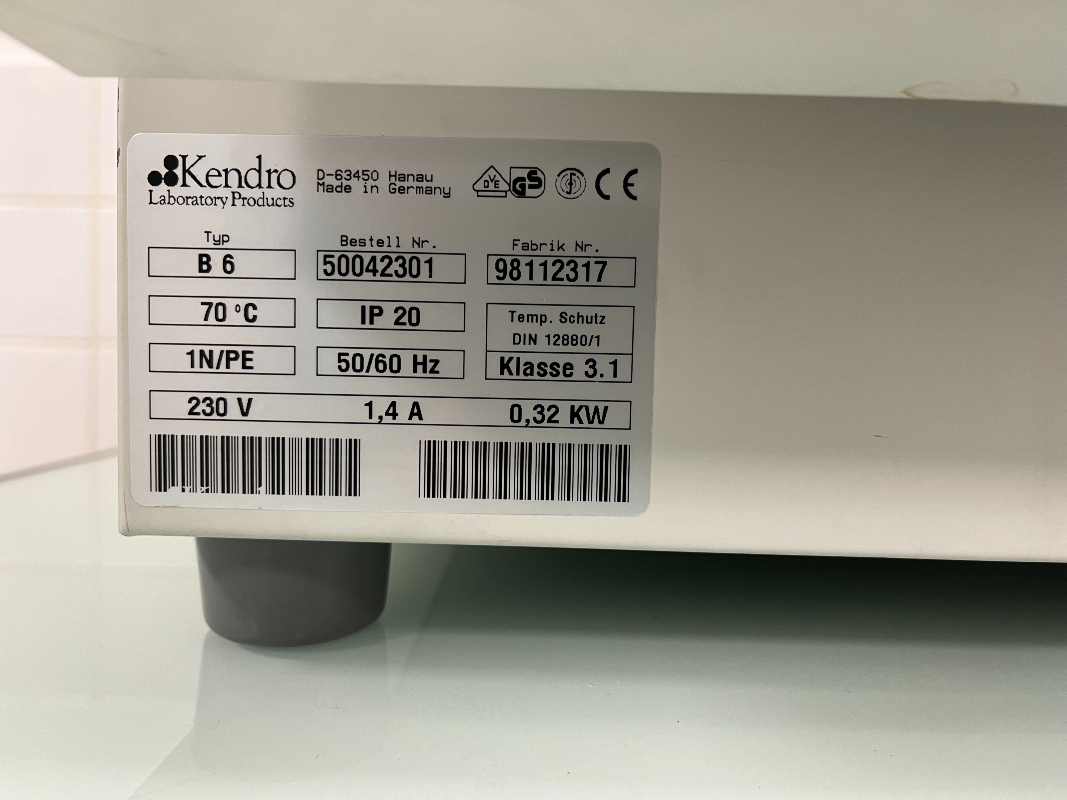 Kendro
Laboratory Products
D-63450 Hanau
Made in Germany
DVE GS CE
Typ
B 6
Bestell Nr.
50042301
Fabrik Nr.
98112317
70 °C
IP 20
Temp. Schutz
DIN 12880/1
Klasse 3.1
1N/PE
50/60 Hz
230 V 1,4 A 0,32 KW